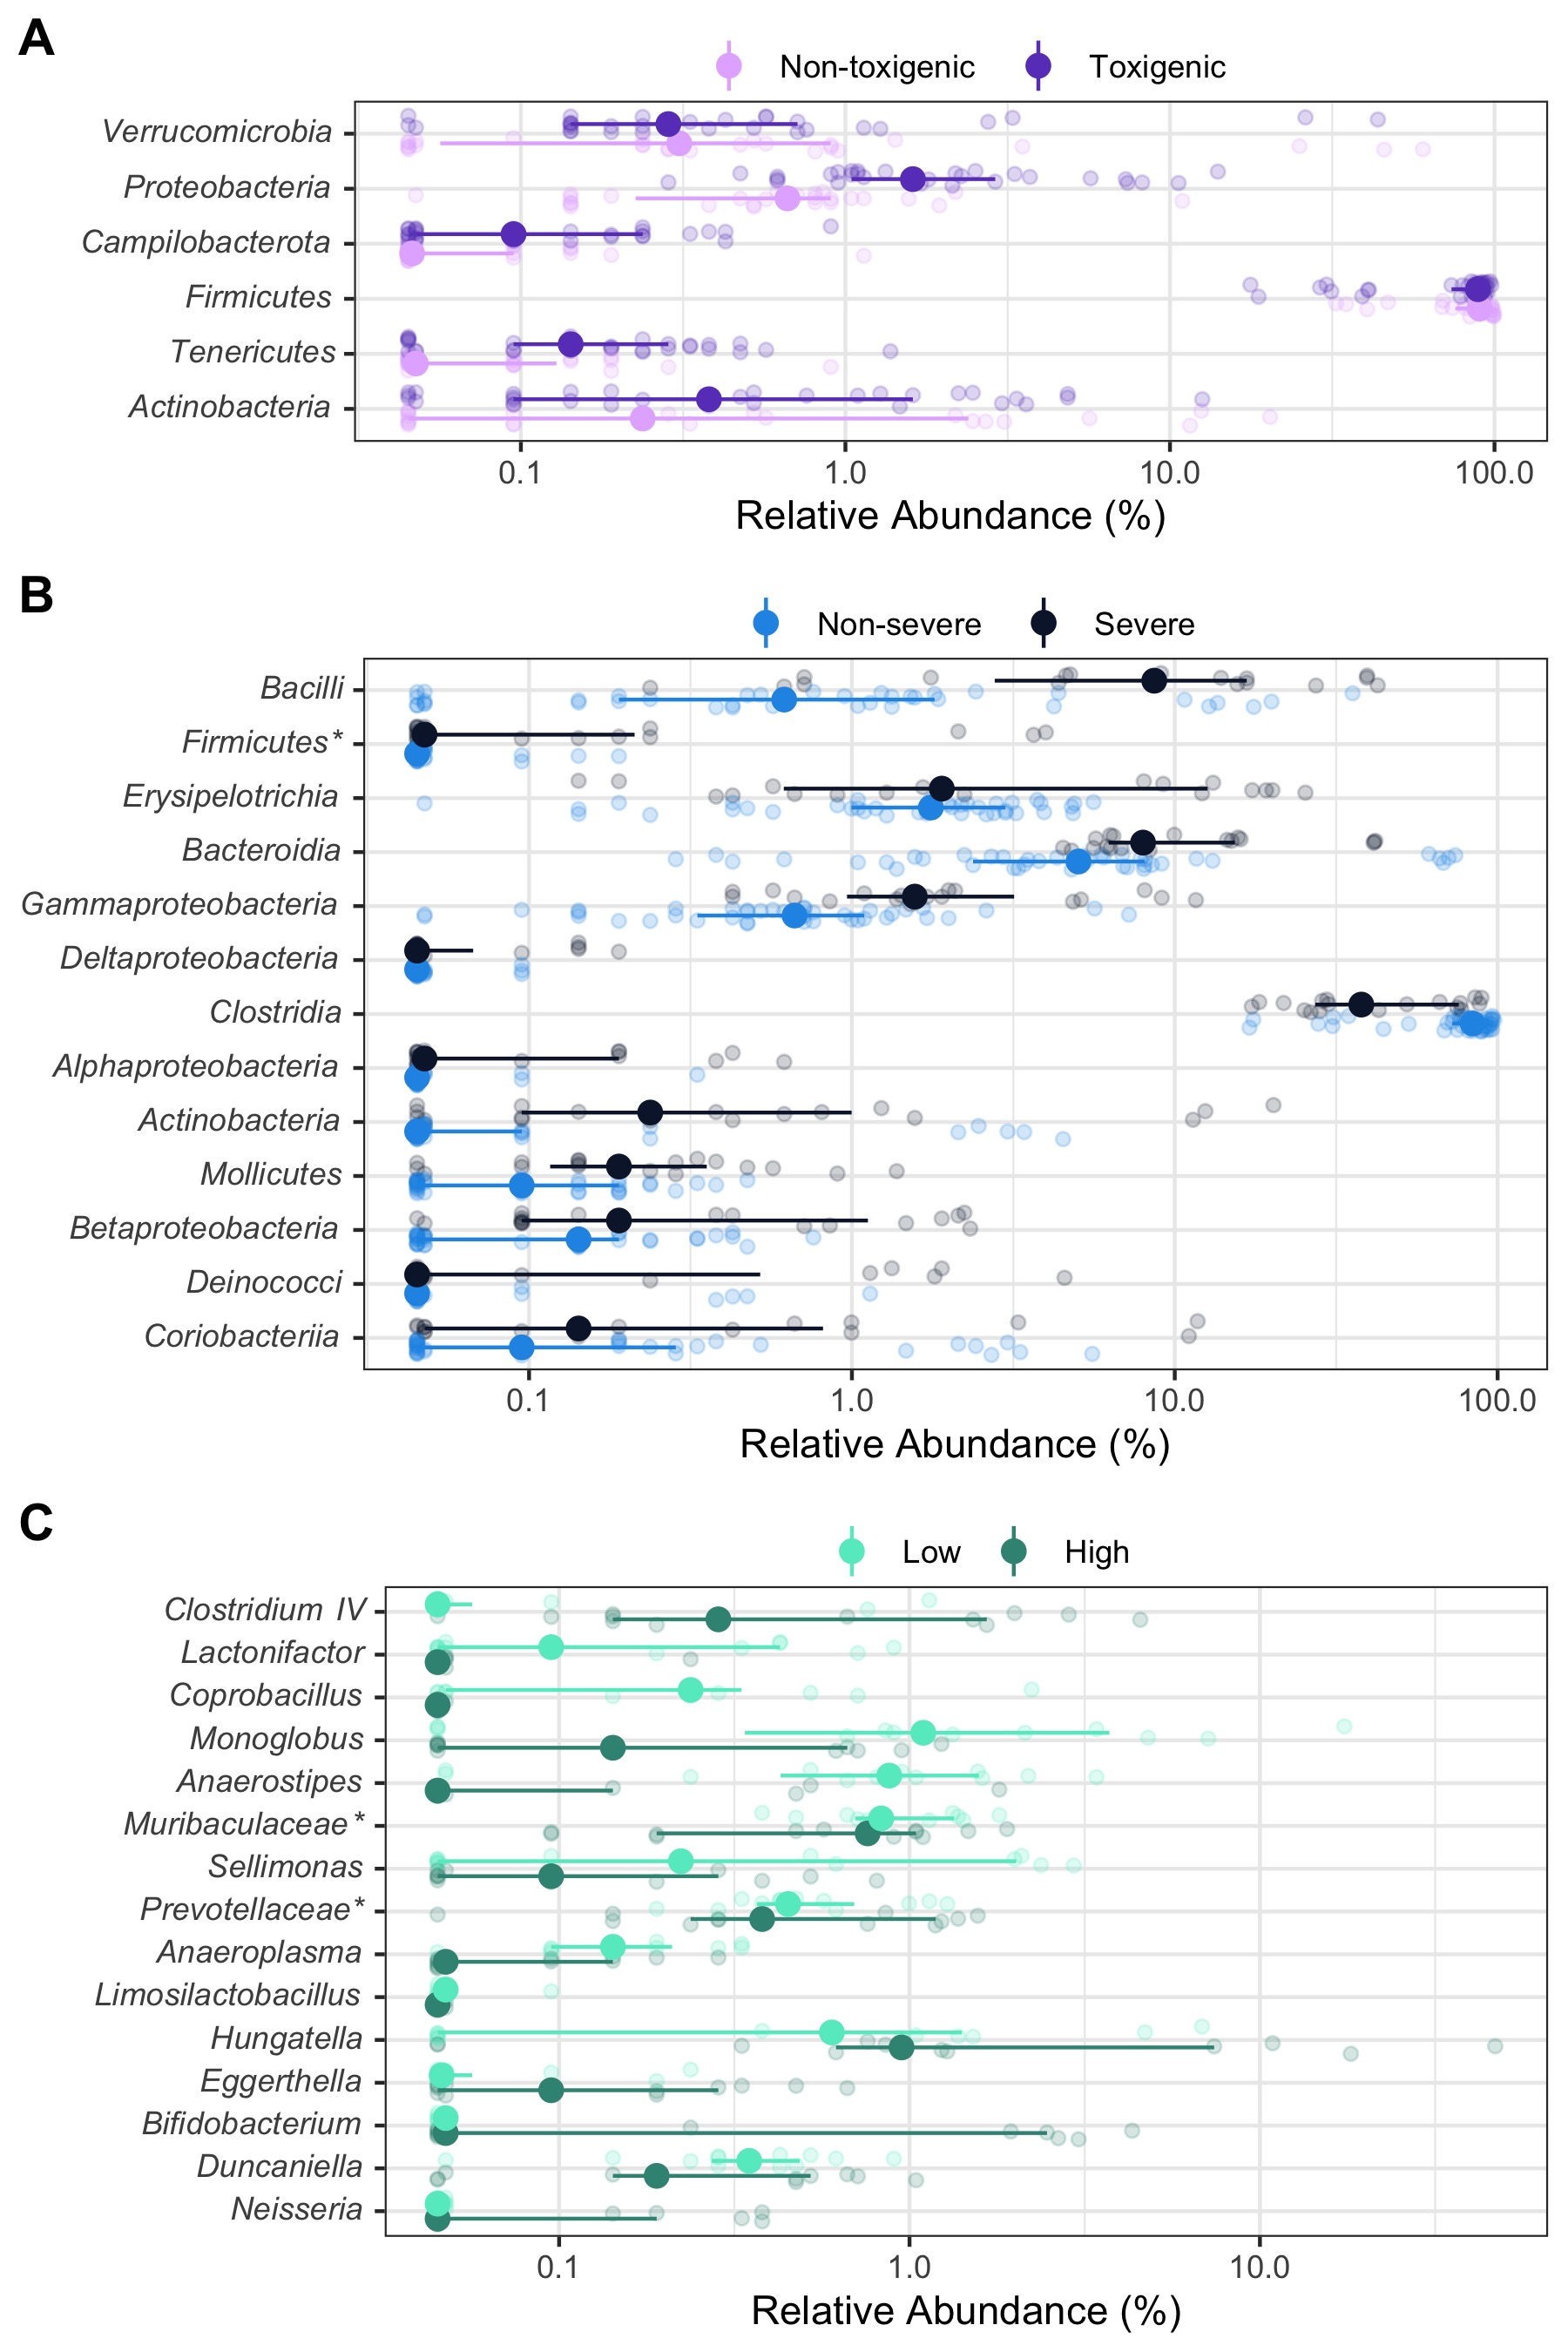 A
Non-toxigenic Toxigenic
Verrucomicrobia
Proteobacteria
Campilobacterota
Firmicutes
Tenericutes
Actinobacteria
0.1 1.0 10.0 100.0
Relative Abundance (%)
B
Non-severe Severe
Bacilli
Firmicutes*
Erysipelotrichia
Bacteroidia
Gammaproteobacteria
Deltaproteobacteria
Clostridia
Alphaproteobacteria
Actinobacteria
Mollicutes
Betaproteobacteria
Deinococci
Coriobacteriia
0.1 1.0 10.0 100.0
Relative Abundance (%)
C
Low High
Clostridium IV
Lactonifactor
Coprobacillus
Monoglobus
Anaerostipes
Muribaculaceae*
Sellimonas
Prevotellaceae*
Anaeroplasma
Limosilactobacillus
Hungatella
Eggerthella
Bifidobacterium
Duncaniella
Neisseria
0.1 1.0 10.0
Relative Abundance (%)